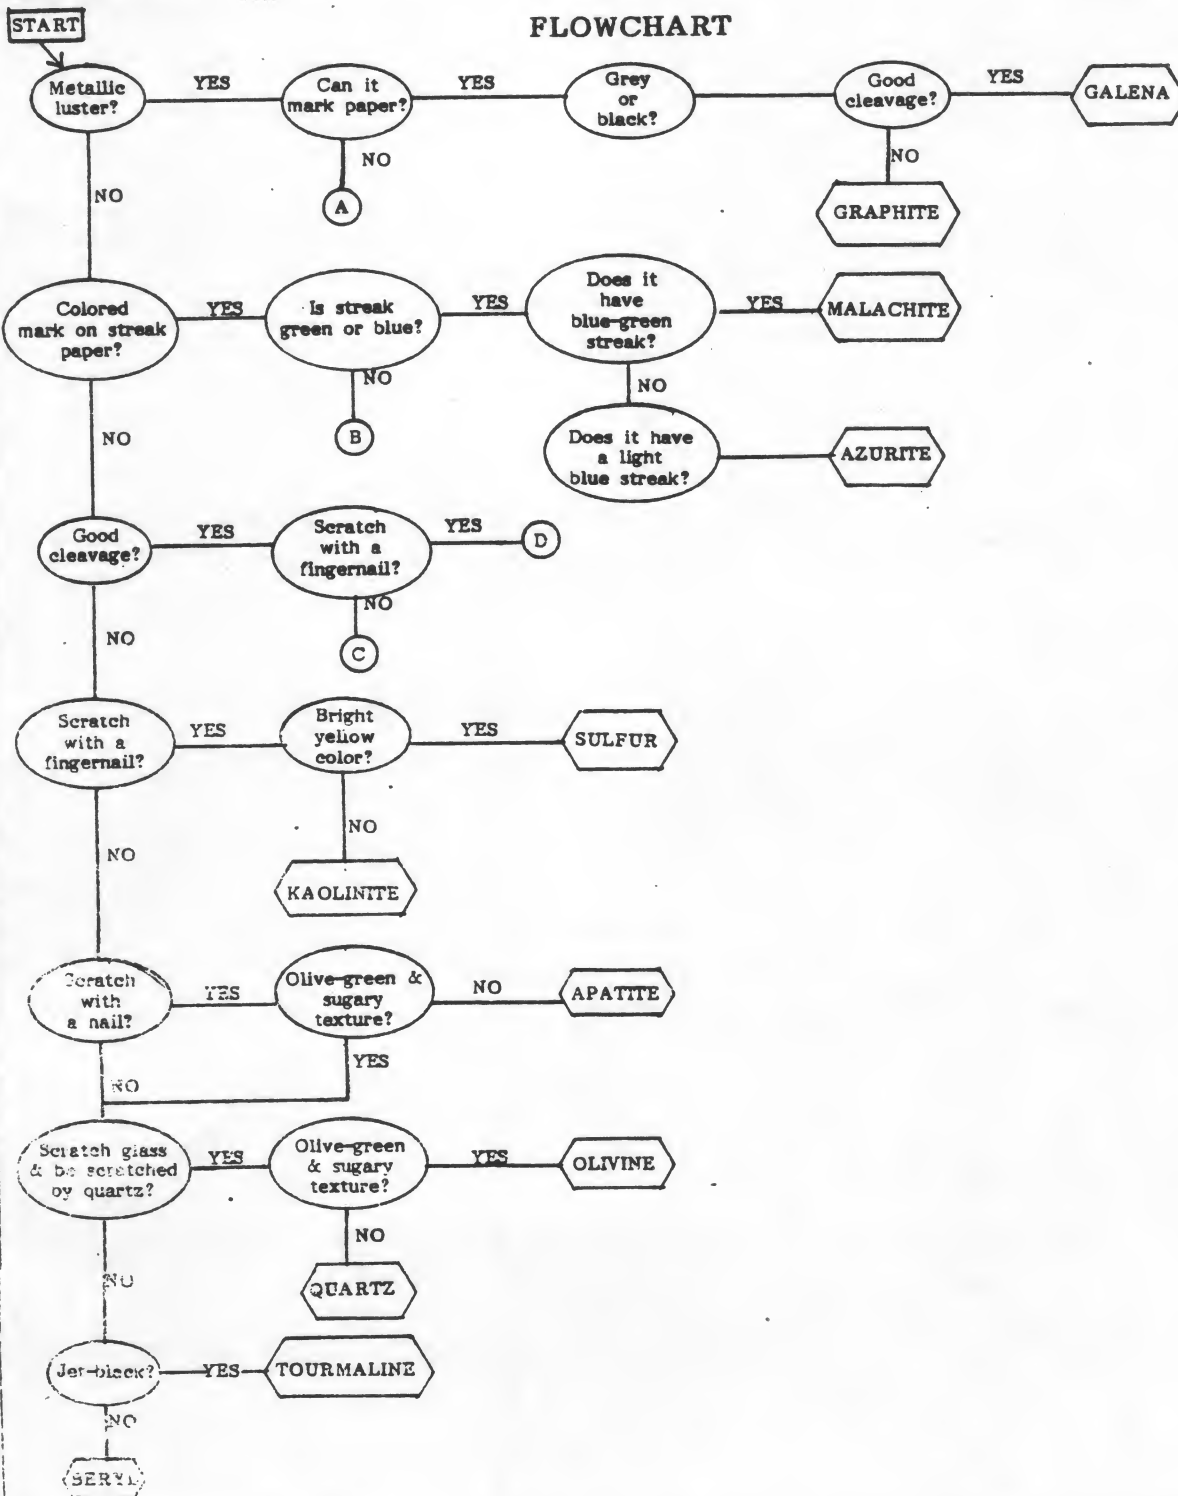 FLOWCHART
START
Metallic
luster?
YES
Can it
mark paper?
YES
Grey
or
black?
Good
cleavage?
YES
GALENA
NO
NO
NO
A
GRAPHITE
Colored
mark on streak
paper?
YES
Is streak
green or blue?
YES
Does it
have
blue-green
streak?
YES
MALACHITE
NO
NO
NO
B
Does it have
a light
blue streak?
AZURITE
Good
cleavage?
YES
Scratch
with a
fingernail?
YES
D
NO
NO
C
Scratch
with a
fingernail?
YES
Bright
yellow
color?
YES
SULFUR
NO
NO
KAOLINITE
Scratch
with
a nail?
YES
Olive-green &
sugary
texture?
NO
APATITE
YES
NO
Scratch glass
& be scratched
by quartz?
YES
Olive-green
& sugary
texture?
YES
OLIVINE
NO
NO
QUARTZ
Jet-black?
YES
TOURMALINE
NO
BERYL